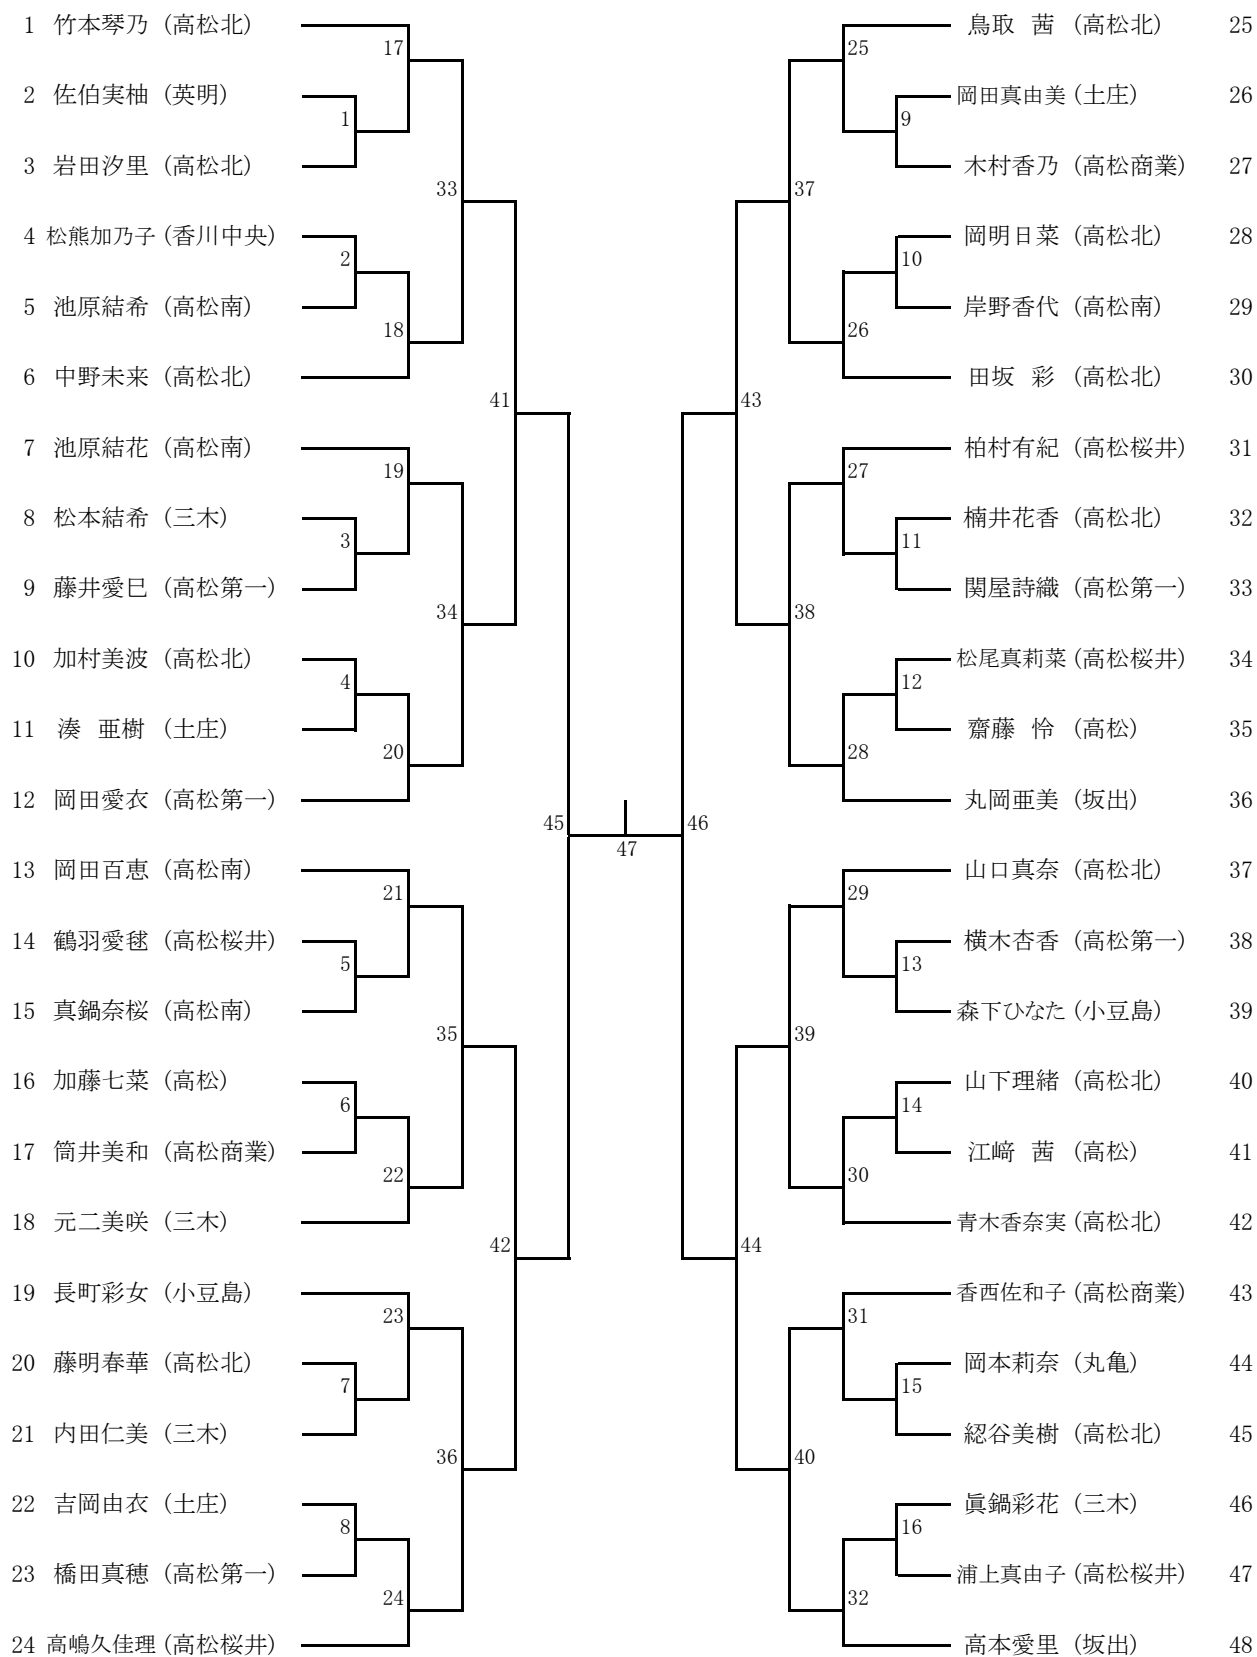 1 竹本琴乃 (高松北)
17
2 佐伯実柚 (英明)
1
3 岩田汐里 (高松北)
33
4 松熊加乃子 (香川中央)
2
5 池原結希 (高松南)
18
6 中野未来 (高松北)
41
7 池原結花 (高松南)
19
8 松本結希 (三木)
3
9 藤井愛巳 (高松第一)
34
10 加村美波 (高松北)
4
11 湊 亜樹 (土庄)
20
12 岡田愛衣 (高松第一)
45
47
13 岡田百恵 (高松南)
21
14 鶴羽愛毬 (高松桜井)
5
15 真鍋奈桜 (高松南)
35
16 加藤七菜 (高松)
6
17 筒井美和 (高松商業)
22
18 元二美咲 (三木)
42
19 長町彩女 (小豆島)
23
20 藤明春華 (高松北)
7
21 内田仁美 (三木)
36
22 吉岡由衣 (土庄)
8
23 橋田真穂 (高松第一)
24
24 高嶋久佳理 (高松桜井)
鳥取 茜 (高松北) 25
25
岡田真由美 (土庄) 26
9
木村香乃 (高松商業) 27
37
岡明日菜 (高松北) 28
10
岸野香代 (高松南) 29
26
田坂 彩 (高松北) 30
43
柏村有紀 (高松桜井) 31
27
楠井花香 (高松北) 32
11
関屋詩織 (高松第一) 33
38
松尾真莉菜 (高松桜井) 34
12
齋藤 怜 (高松) 35
28
丸岡亜美 (坂出) 36
46
山口真奈 (高松北) 37
29
横木杏香 (高松第一) 38
13
森下ひなた (小豆島) 39
39
山下理緒 (高松北) 40
14
江﨑 茜 (高松) 41
30
青木香奈実 (高松北) 42
44
香西佐和子 (高松商業) 43
31
岡本莉奈 (丸亀) 44
15
綛谷美樹 (高松北) 45
40
眞鍋彩花 (三木) 46
16
浦上真由子 (高松桜井) 47
32
高本愛里 (坂出) 48